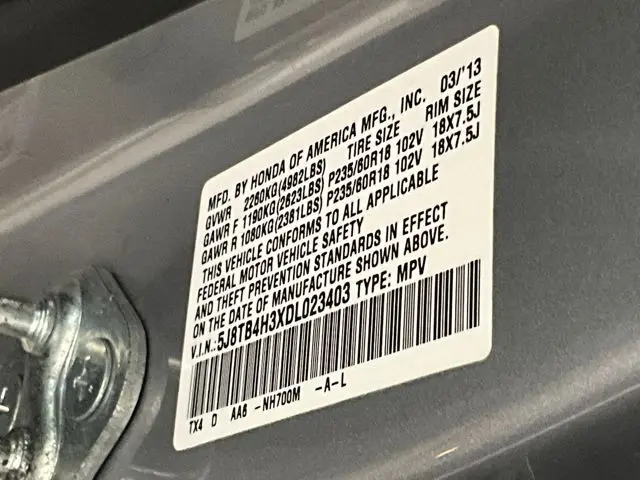 MFD. BY HONDA OF AMERICA MFG., INC. 03/'13
GVWR 2260KG(4982LBS) TIRE SIZE RIM SIZE
GAWR F 1190KG(2623LBS) P235/60R18 102V 18X7.5J
GAWR R 1080KG(2381LBS) P235/60R18 102V 18X7.5J
THIS VEHICLE CONFORMS TO ALL APPLICABLE
FEDERAL MOTOR VEHICLE SAFETY
AND THEFT PREVENTION STANDARDS IN EFFECT
ON THE DATE OF MANUFACTURE SHOWN ABOVE.
V.I.N.: 5J8TB4H3XDL023403 TYPE: MPV
TX4 D AA6 -NH700M -A-L